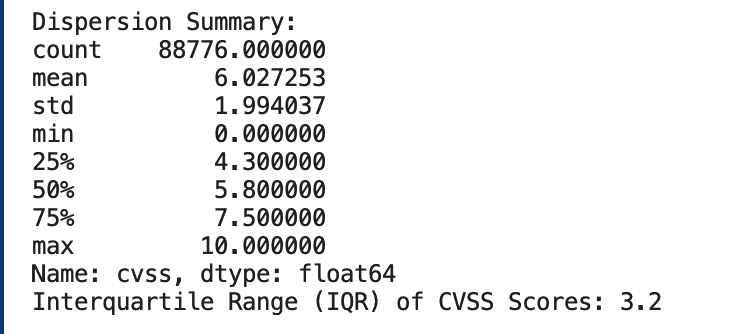 Dispersion Summary:
count    88776.000000
mean         6.027253
std          1.994037
min          0.000000
25%          4.300000
50%          5.800000
75%          7.500000
max         10.000000
Name: cvss, dtype: float64
Interquartile Range (IQR) of CVSS Scores: 3.2